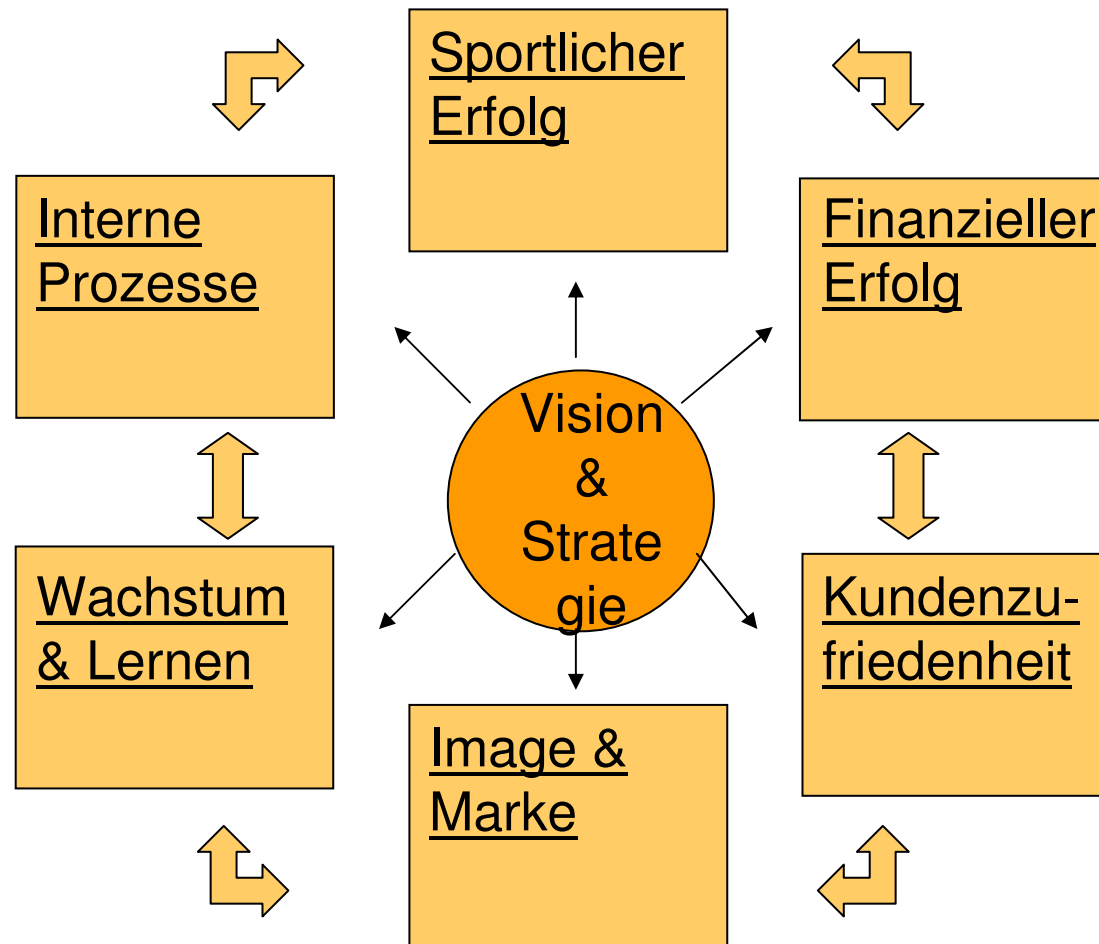 Sportlicher
Erfolg
Interne
Prozesse
Finanzieller
Erfolg
Vision
&
Strate
gie
Wachstum
& Lernen
Kundenzu-
friedenheit
Image &
Marke